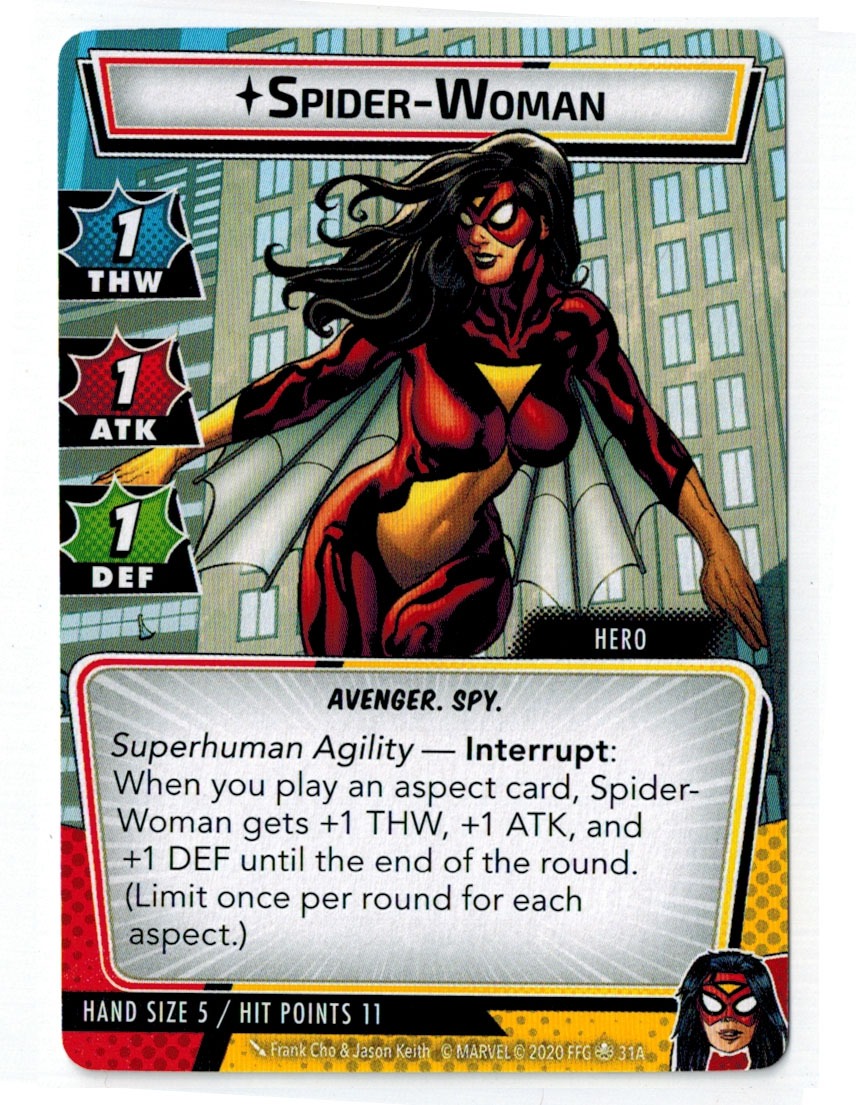 SPIDER-WOMAN
1
THW
1
ATK
1
DEF
HERO
AVENGER. SPY.
Superhuman Agility — Interrupt:
When you play an aspect card, Spider-
Woman gets +1 THW, +1 ATK, and
+1 DEF until the end of the round.
(Limit once per round for each
aspect.)
HAND SIZE 5 / HIT POINTS 11
Frank Cho & Jason Keith © MARVEL © 2020 FFG 31A